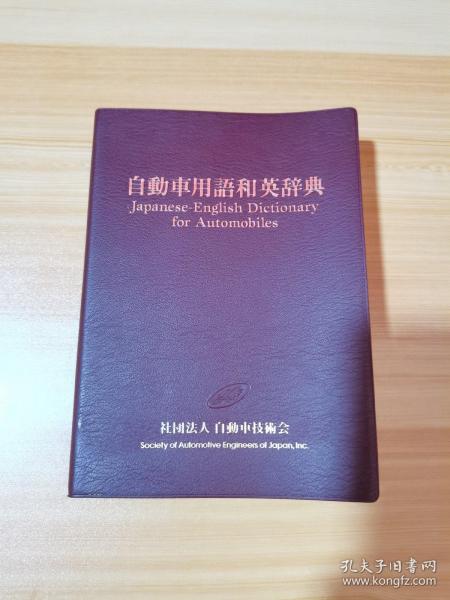 自動車用語和英辞典
Japanese-English Dictionary
for Automobiles
社団法人 自動車技術会
Society of Automotive Engineers of Japan, Inc.
孔夫子旧书网
www.kongfz.com